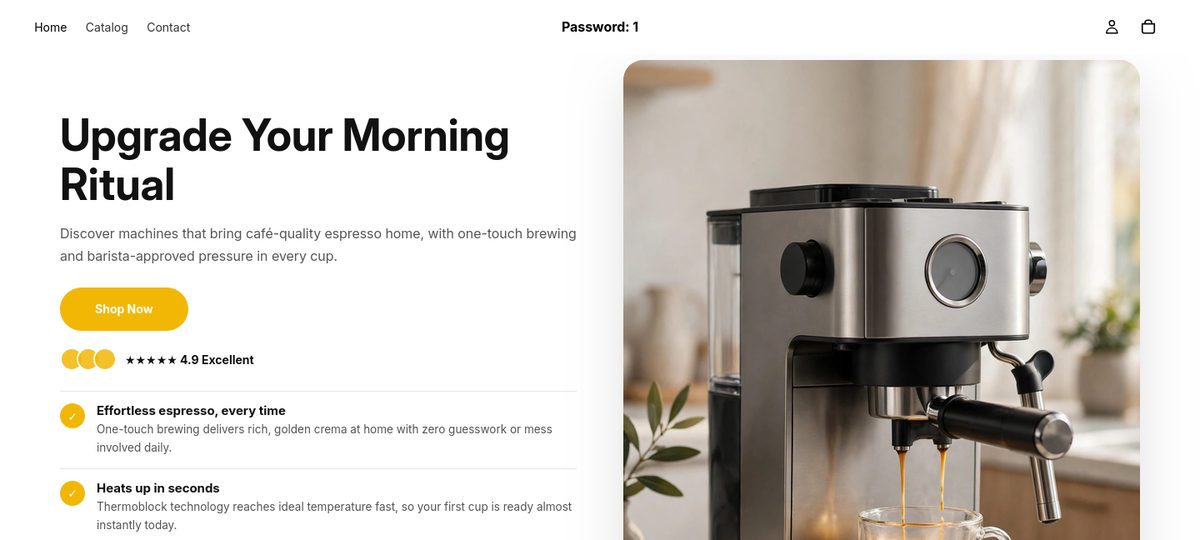 Home Catalog Contact Password: 1
Upgrade Your Morning
Ritual
Discover machines that bring café-quality espresso home, with one-touch brewing
and barista-approved pressure in every cup.
Shop Now
★★★★★ 4.9 Excellent
✓ Effortless espresso, every time
One-touch brewing delivers rich, golden crema at home with zero guesswork or mess
involved daily.
✓ Heats up in seconds
Thermoblock technology reaches ideal temperature fast, so your first cup is ready almost
instantly today.